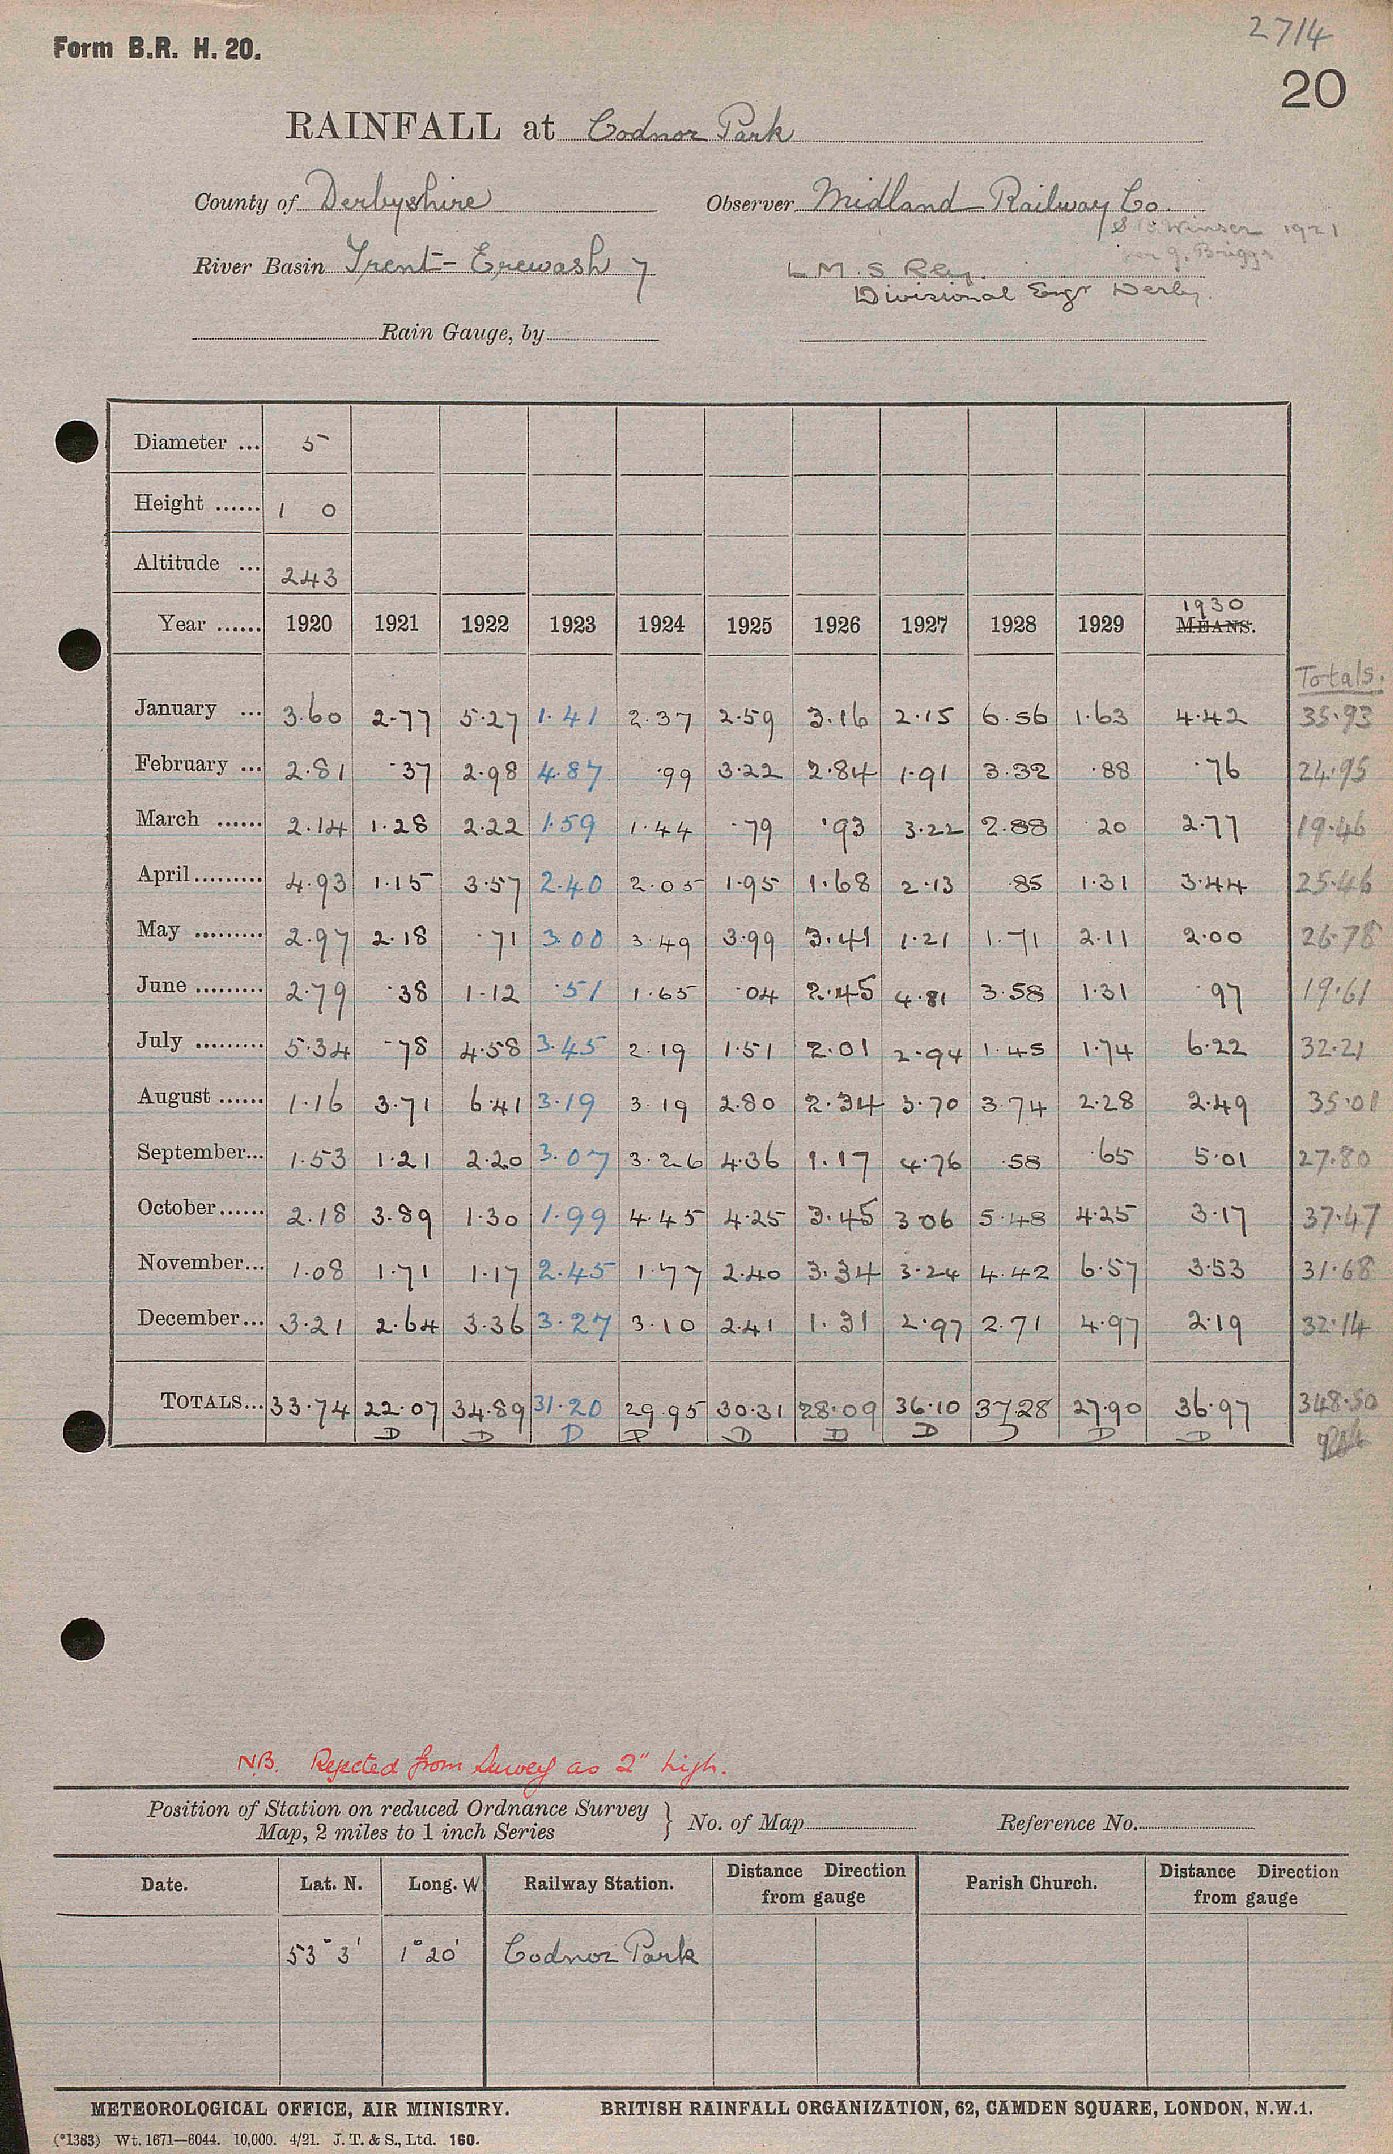 2714
Form B.R. H. 20.
20
RAINFALL at Codnor Park
County of Derbyshire Observer Midland Railway Co.
S B Winser 1921
per J. Briggs
River Basin Trent - Erewash 7 L M. S Rly.
Divisional Engr Derby.
Rain Gauge, by
Diameter ... 5
Height ...... 1 0
Altitude ... 243
Year ...... 1920 1921 1922 1923 1924 1925 1926 1927 1928 1929 1930 MEANS.
Totals.
January ... 3.60 2.77 5.27 1.41 2.37 2.59 3.16 2.15 6.56 1.63 4.42 35.93
February ... 2.81 .37 2.98 4.87 .99 3.22 2.84 1.91 3.32 .88 .76 24.95
March ...... 2.14 1.28 2.22 1.59 1.44 .79 .93 3.22 2.88 20 2.77 19.46
April......... 4.93 1.15 3.57 2.40 2.05 1.95 1.68 2.13 .85 1.31 3.44 25.46
May ......... 2.97 2.18 .71 3.00 3.49 3.99 3.41 1.21 1.71 2.11 2.00 26.78
June ......... 2.79 .38 1.12 .51 1.65 .04 2.45 4.81 3.58 1.31 .97 19.61
July ......... 5.34 .78 4.58 3.45 2.19 1.51 2.01 2.94 1.45 1.74 6.22 32.21
August ...... 1.16 3.71 6.41 3.19 3.19 2.80 2.34 3.70 3.74 2.28 2.49 35.01
September... 1.53 1.21 2.20 3.07 3.26 4.36 1.17 4.76 .58 .65 5.01 27.80
October...... 2.18 3.89 1.30 1.99 4.45 4.25 3.45 3.06 5.48 4.25 3.17 37.47
November... 1.08 1.71 1.17 2.45 1.77 2.40 3.34 3.24 4.42 6.57 3.53 31.68
December... 3.21 2.64 3.36 3.27 3.10 2.41 1.31 2.97 2.71 4.97 2.19 32.14
TOTALS... 33.74 22.07 34.89 31.20 29.95 30.31 28.09 36.10 37.28 27.90 36.97 348.50
D D D D D D D D D D
N.B. Rejected from Survey as 2" high.
Position of Station on reduced Ordnance Survey
Map, 2 miles to 1 inch Series } No. of Map Reference No.
Date. Lat. N. Long. W Railway Station. Distance Direction from gauge Parish Church. Distance Direction from gauge
53° 3' 1° 20' Codnor Park
METEOROLOGICAL OFFICE, AIR MINISTRY. BRITISH RAINFALL ORGANIZATION, 62, CAMDEN SQUARE, LONDON, N.W.1.
(*1383) Wt. 1671—6044. 10,000. 4/21. J. T. & S., Ltd. 160.